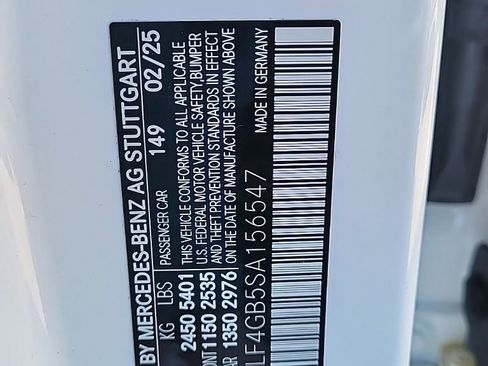 BY MERCEDES-BENZ AG STUTTGART
PASSENGER CAR 149 02/25
KG LBS
2450 5401
1150 2535
1350 2976
THIS VEHICLE CONFORMS TO ALL APPLICABLE
U.S. FEDERAL MOTOR VEHICLE SAFETY, BUMPER
AND THEFT PREVENTION STANDARDS IN EFFECT
ON THE DATE OF MANUFACTURE SHOWN ABOVE
LF4GB5SA156547
MADE IN GERMANY